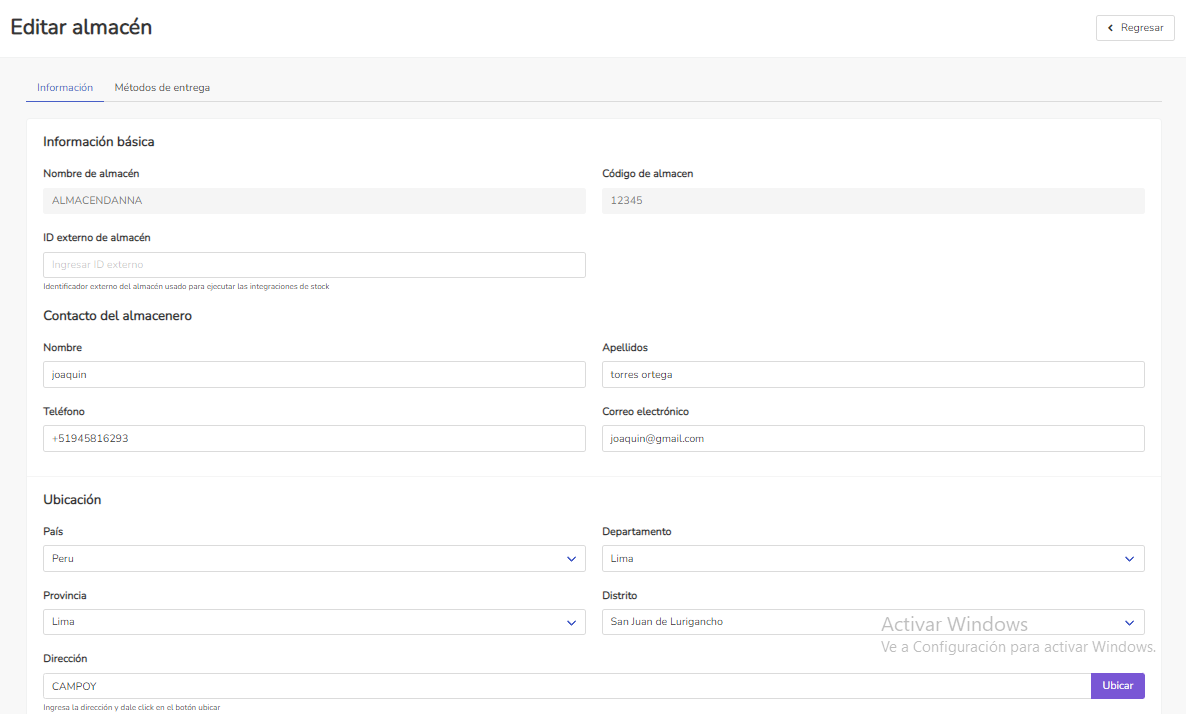 Editar almacén
Regresar
Información Métodos de entrega
Información básica
Nombre de almacén Código de almacen
ALMACENDANNA 12345
ID externo de almacén
Ingresar ID externo
Identificador externo del almacén usado para ejecutar las integraciones de stock
Contacto del almacenero
Nombre Apellidos
joaquin torres ortega
Teléfono Correo electrónico
+51945816293 joaquin@gmail.com
Ubicación
País Departamento
Peru Lima
Provincia Distrito
Lima San Juan de Lurigancho
Activar Windows
Ve a Configuración para activar Windows.
Dirección
CAMPOY Ubicar
Ingresa la dirección y dale click en el botón ubicar